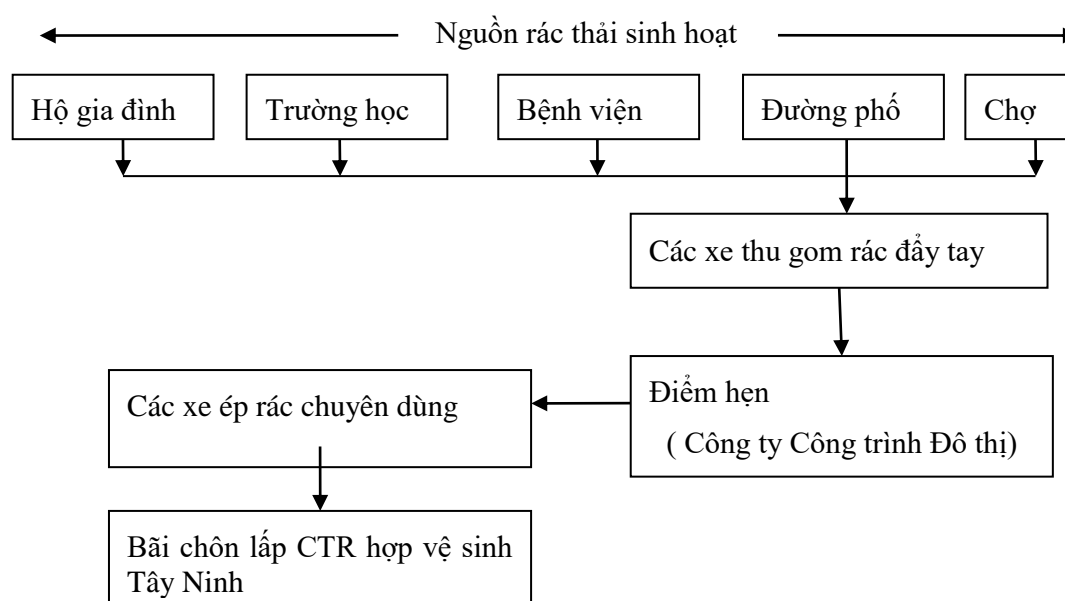 Nguồn rác thải sinh hoạt
Hộ gia đình
Trường học
Bệnh viện
Đường phố
Chợ
Các xe thu gom rác đẩy tay
Điểm hẹn
( Công ty Công trình Đô thị)
Các xe ép rác chuyên dùng
Bãi chôn lấp CTR hợp vệ sinh
Tây Ninh